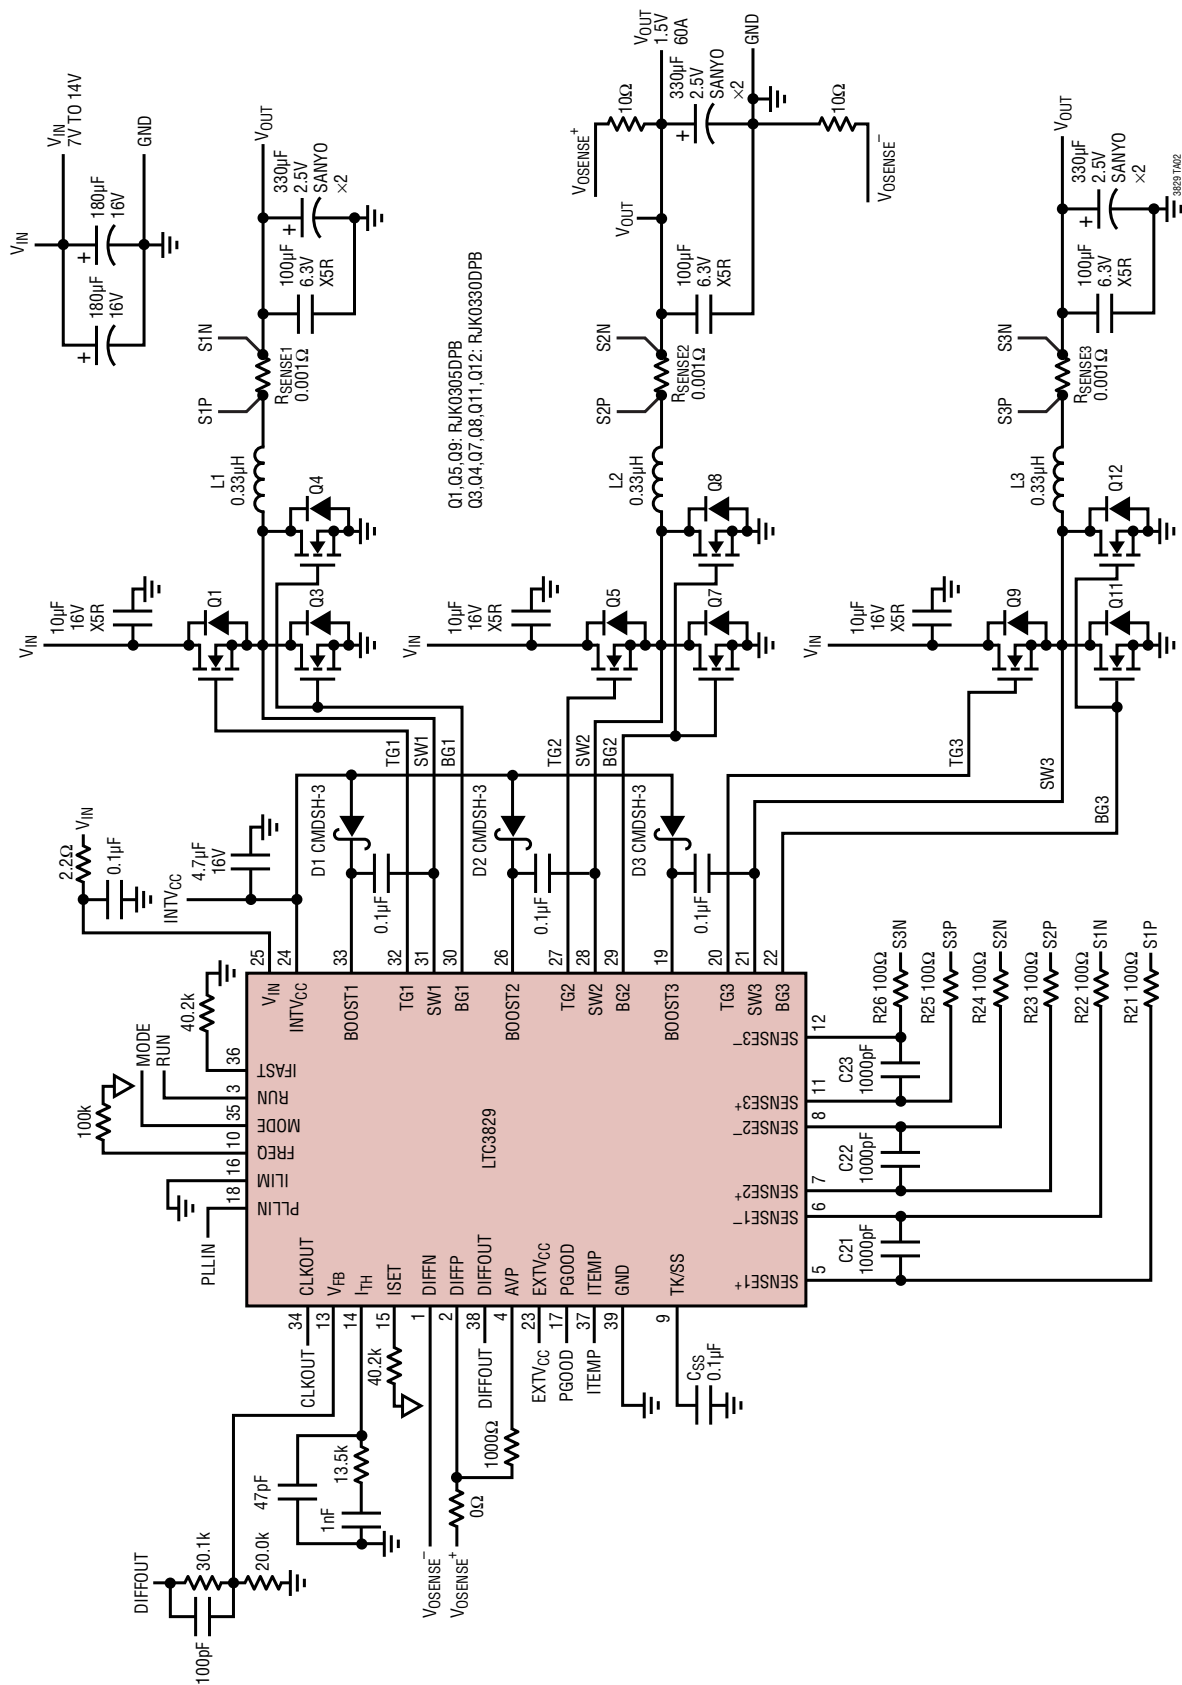 VIN
VIN
7V TO 14V
180µF
16V
180µF
16V
GND
VIN
10µF
16V
X5R
Q1
Q3
Q4
L1
0.33µH
S1P
S1N
RSENSE1
0.001Ω
100µF
6.3V
X5R
330µF
2.5V
SANYO
×2
VOUT
Q1,Q5,Q9: RJK0305DPB
Q3,Q4,Q7,Q8,Q11,Q12: RJK0330DPB
VIN
10µF
16V
X5R
Q5
Q7
Q8
L2
0.33µH
S2P
S2N
RSENSE2
0.001Ω
100µF
6.3V
X5R
VOUT
VOSENSE+
10Ω
VOUT
1.5V
60A
330µF
2.5V
SANYO
×2
GND
10Ω
VOSENSE−
VIN
10µF
16V
X5R
Q9
Q11
Q12
L3
0.33µH
S3P
S3N
RSENSE3
0.001Ω
100µF
6.3V
X5R
330µF
2.5V
SANYO
×2
VOUT
3829 TA02
2.2Ω
VIN
0.1µF
INTVCC
4.7µF
16V
D1 CMDSH-3
0.1µF
TG1
SW1
BG1
D2 CMDSH-3
0.1µF
TG2
SW2
BG2
D3 CMDSH-3
0.1µF
TG3
SW3
BG3
25
24
33
32
31
30
26
27
28
29
19
20
21
22
VIN
INTVCC
BOOST1
TG1
SW1
BG1
BOOST2
TG2
SW2
BG2
BOOST3
TG3
SW3
BG3
LTC3829
40.2k
MODE
RUN
100k
PLLIN
36
3
35
10
16
18
IFAST
RUN
MODE
FREQ
ILIM
PLLIN
CLKOUT
VFB
ITH
ISET
DIFFN
DIFFP
DIFFOUT
AVP
EXTVCC
PGOOD
ITEMP
GND
TK/SS
34
13
14
15
1
2
38
4
23
17
37
39
9
CLKOUT
40.2k
DIFFOUT
1000Ω
EXTVCC
PGOOD
ITEMP
CSS
0.1µF
47pF
13.5k
1nF
0Ω
VOSENSE−
VOSENSE+
DIFFOUT
30.1k
20.0k
100pF
SENSE3−
SENSE3+
SENSE2−
SENSE2+
SENSE1−
SENSE1+
12
11
8
7
6
5
C23
1000pF
C22
1000pF
C21
1000pF
R26 100Ω S3N
R25 100Ω S3P
R24 100Ω S2N
R23 100Ω S2P
R22 100Ω S1N
R21 100Ω S1P